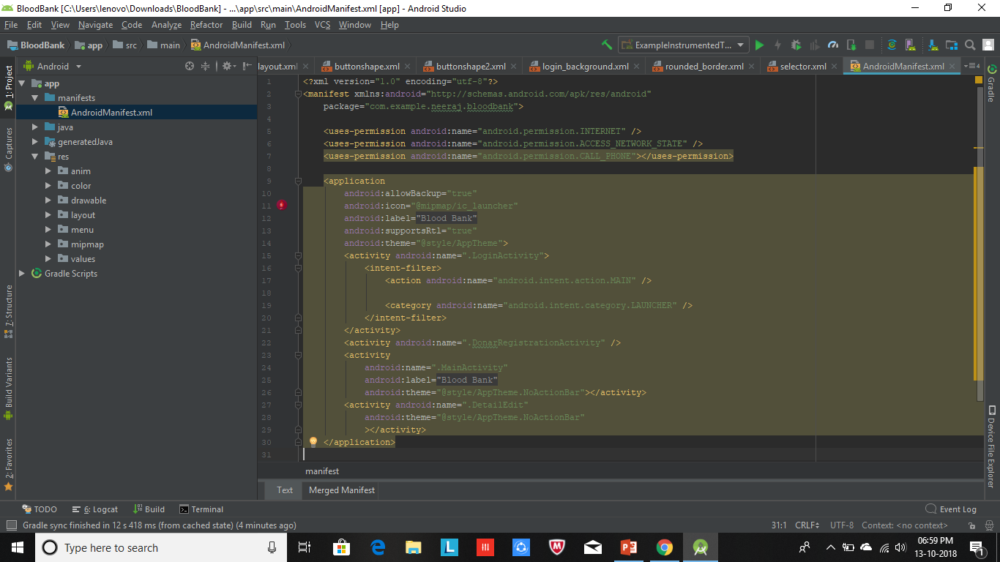 BloodBank [C:\Users\lenovo\Downloads\BloodBank] - ...\app\src\main\AndroidManifest.xml [app] - Android Studio
File Edit View Navigate Code Analyze Refactor Build Run Tools VCS Window Help
BloodBank app src main AndroidManifest.xml ExampleInstrumentedT...
Android
layout.xml buttonshape.xml buttonshape2.xml login_background.xml rounded_border.xml selector.xml AndroidManifest.xml 4
1: Project
Captures
7: Structure
Build Variants
2: Favorites
app
manifests
AndroidManifest.xml
java
generatedJava
res
anim
color
drawable
layout
menu
mipmap
values
Gradle Scripts
1 <?xml version="1.0" encoding="utf-8"?>
2 <manifest xmlns:android="http://schemas.android.com/apk/res/android"
3 package="com.example.neeraj.bloodbank">
4
5 <uses-permission android:name="android.permission.INTERNET" />
6 <uses-permission android:name="android.permission.ACCESS_NETWORK_STATE" />
7 <uses-permission android:name="android.permission.CALL_PHONE"></uses-permission>
8
9 <application
10 android:allowBackup="true"
11 android:icon="@mipmap/ic_launcher"
12 android:label="Blood Bank"
13 android:supportsRtl="true"
14 android:theme="@style/AppTheme">
15 <activity android:name=".LoginActivity">
16 <intent-filter>
17 <action android:name="android.intent.action.MAIN" />
18
19 <category android:name="android.intent.category.LAUNCHER" />
20 </intent-filter>
21 </activity>
22 <activity android:name=".DonarRegistrationActivity" />
23 <activity
24 android:name=".MainActivity"
25 android:label="Blood Bank"
26 android:theme="@style/AppTheme.NoActionBar"></activity>
27 <activity android:name=".DetailEdit"
28 android:theme="@style/AppTheme.NoActionBar"
29 ></activity>
30 </application>
31
manifest
Text Merged Manifest
Gradle
Device File Explorer
TODO 6: Logcat Build Terminal Event Log
Gradle sync finished in 12 s 418 ms (from cached state) (4 minutes ago) 31:1 CRLF UTF-8 Context: <no context>
Type here to search
06:59 PM
13-10-2018
1